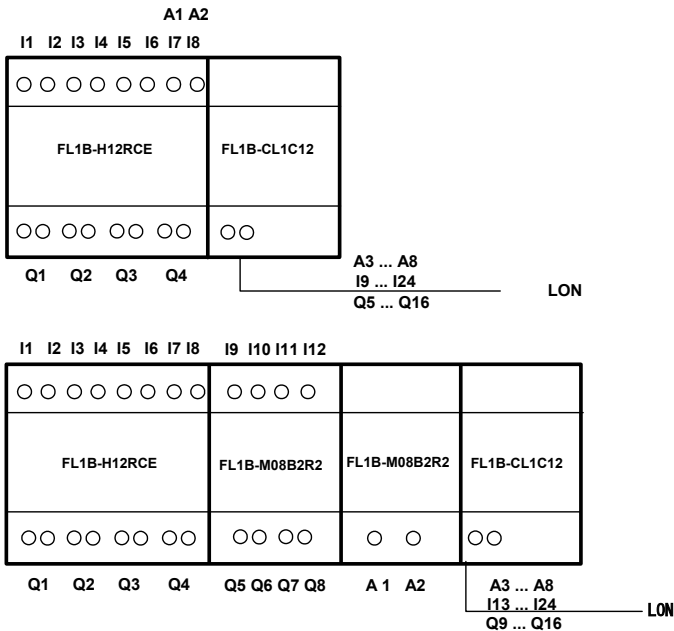 A1 A2
I1 I2 I3 I4 I5 I6 I7 I8
FL1B-H12RCE FL1B-CL1C12
Q1 Q2 Q3 Q4
A3 ... A8
I9 ... I24
Q5 ... Q16
LON
I1 I2 I3 I4 I5 I6 I7 I8 I9 I10 I11 I12
FL1B-H12RCE FL1B-M08B2R2 FL1B-M08B2R2 FL1B-CL1C12
Q1 Q2 Q3 Q4 Q5 Q6 Q7 Q8 A 1 A2
A3 ... A8
I13 ... I24
Q9 ... Q16
LON